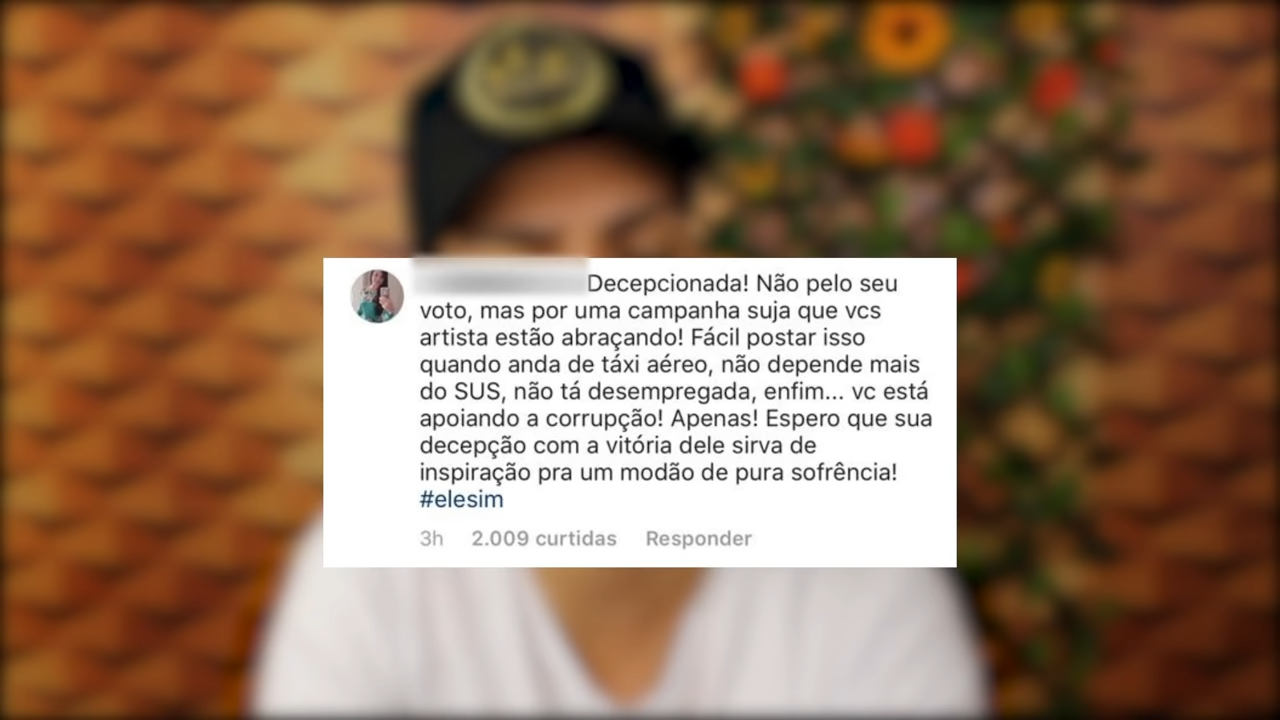 Decepcionada! Não pelo seu
voto, mas por uma campanha suja que vcs
artista estão abraçando! Fácil postar isso
quando anda de táxi aéreo, não depende mais
do SUS, não tá desempregada, enfim... vc está
apoiando a corrupção! Apenas! Espero que sua
decepção com a vitória dele sirva de
inspiração pra um modão de pura sofrência!
#elesim
3h 2.009 curtidas Responder